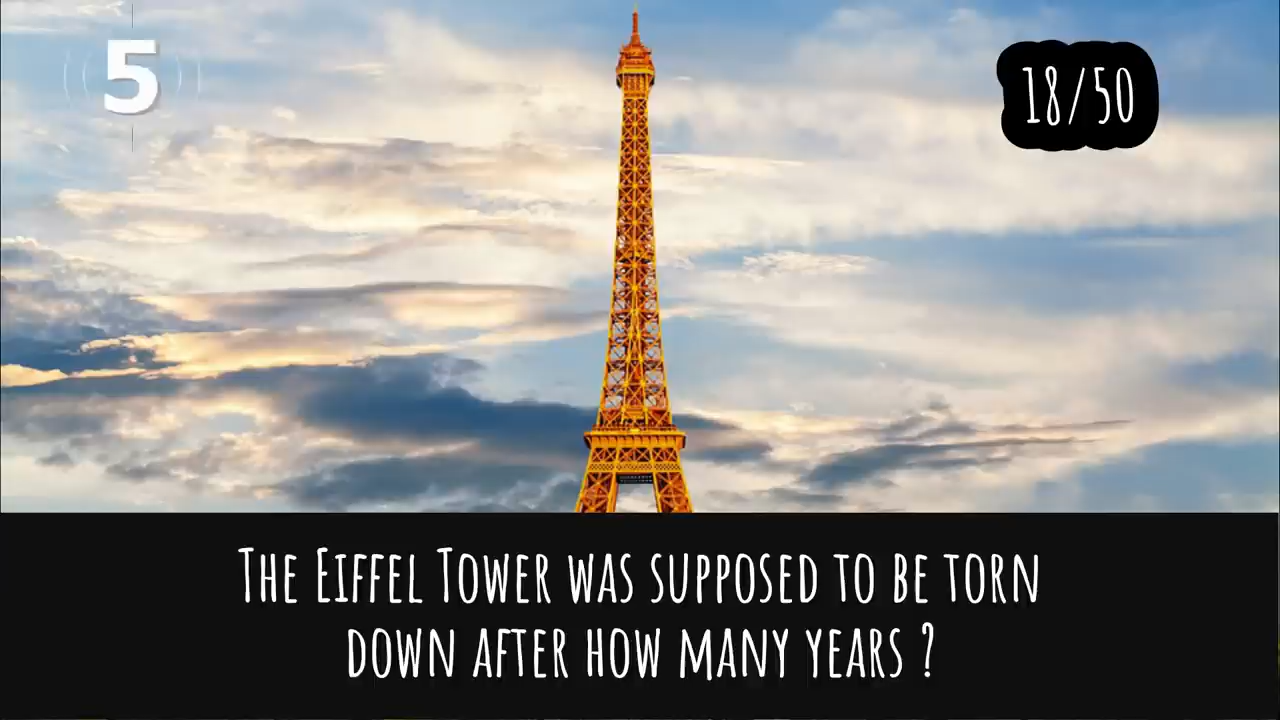 5
18/50
The Eiffel Tower was supposed to be torn
down after how many years ?